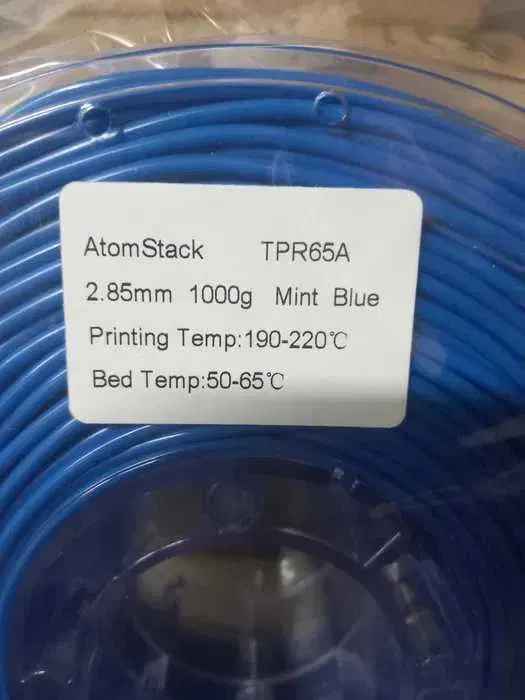 AtomStack TPR65A
2.85mm 1000g Mint Blue
Printing Temp:190-220℃
Bed Temp:50-65℃